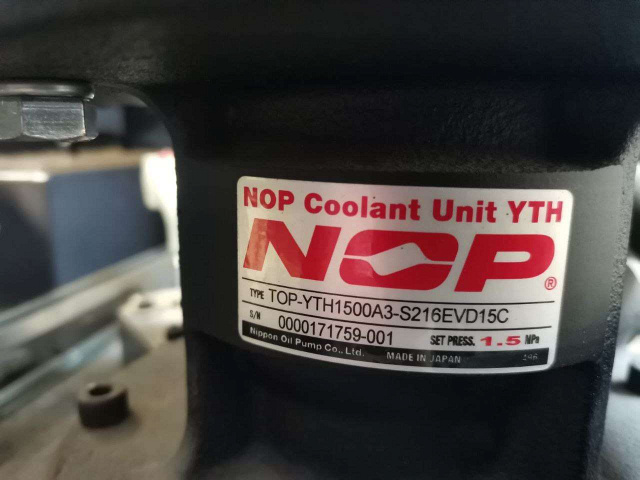 NOP Coolant Unit YTH
NOP®
TYPE TOP-YTH1500A3-S216EVD15C
S/N 0000171759-001 SET PRESS. 1.5 MPa
Nippon Oil Pump Co., Ltd. MADE IN JAPAN